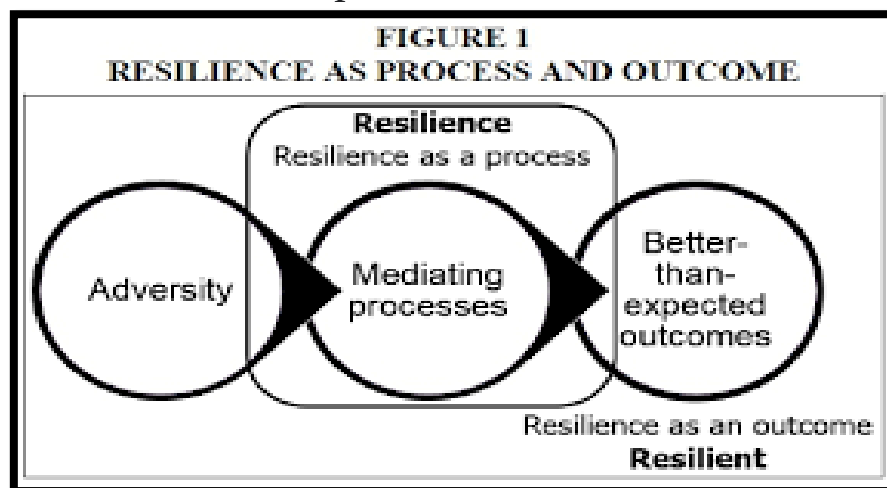 FIGURE 1
RESILIENCE AS PROCESS AND OUTCOME
Resilience
Resilience as a process
Adversity
Mediating
processes
Better-
than-
expected
outcomes
Resilience as an outcome
Resilient